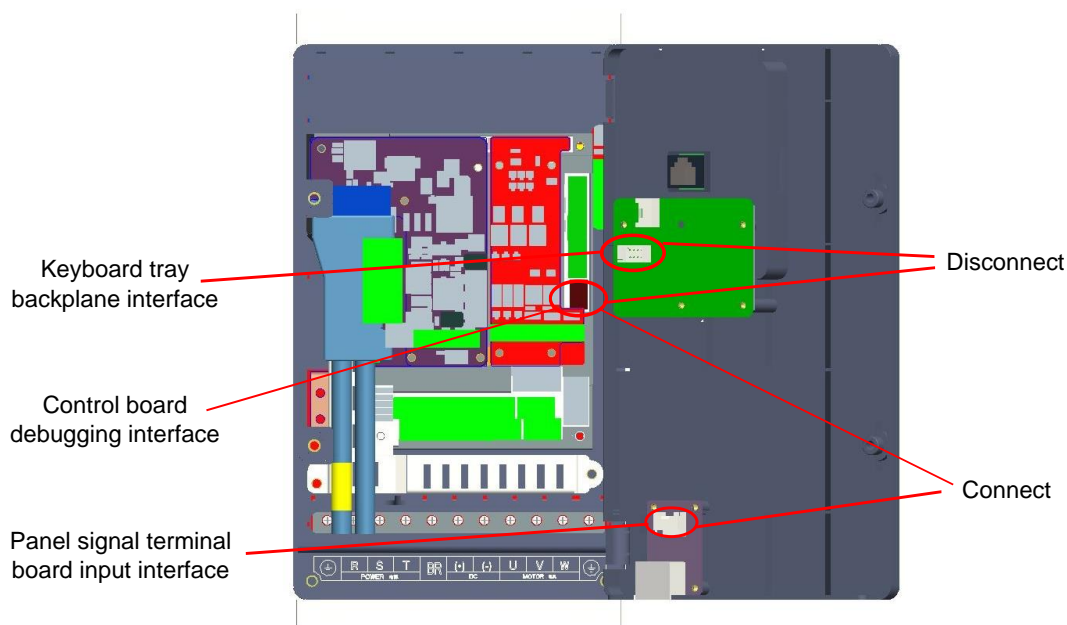 Keyboard tray
backplane interface
Disconnect
Control board
debugging interface
Connect
Panel signal terminal
board input interface
R S T BR (+) (-) U V W
POWER DC MOTOR